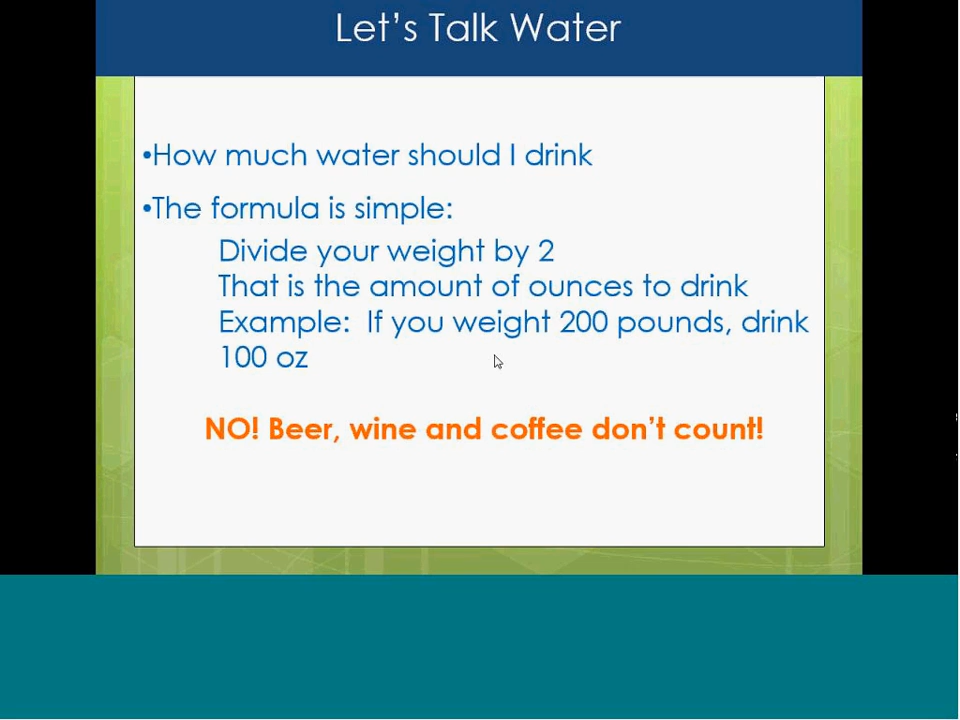 Let's Talk Water
•How much water should I drink
•The formula is simple:
Divide your weight by 2
That is the amount of ounces to drink
Example: If you weight 200 pounds, drink
100 oz
NO! Beer, wine and coffee don't count!